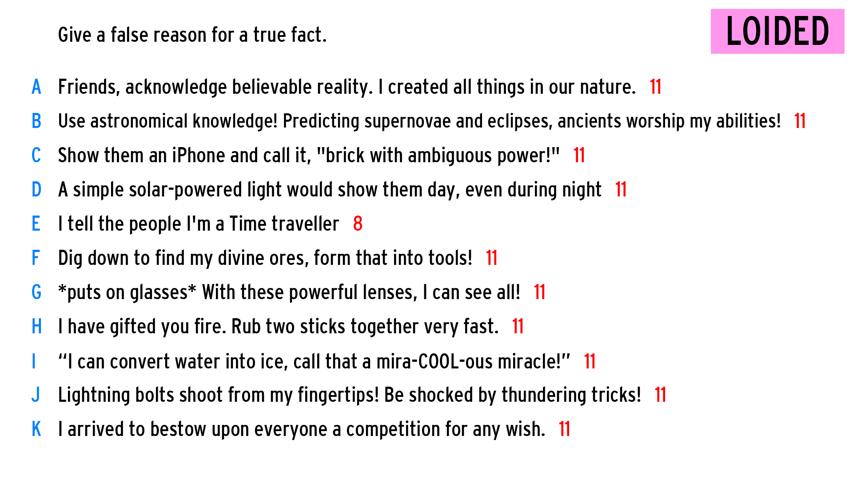 Give a false reason for a true fact.
LOIDED
A Friends, acknowledge believable reality. I created all things in our nature. 11
B Use astronomical knowledge! Predicting supernovae and eclipses, ancients worship my abilities! 11
C Show them an iPhone and call it, "brick with ambiguous power!" 11
D A simple solar-powered light would show them day, even during night 11
E I tell the people I'm a Time traveller 8
F Dig down to find my divine ores, form that into tools! 11
G *puts on glasses* With these powerful lenses, I can see all! 11
H I have gifted you fire. Rub two sticks together very fast. 11
I “I can convert water into ice, call that a mira-COOL-ous miracle!” 11
J Lightning bolts shoot from my fingertips! Be shocked by thundering tricks! 11
K I arrived to bestow upon everyone a competition for any wish. 11